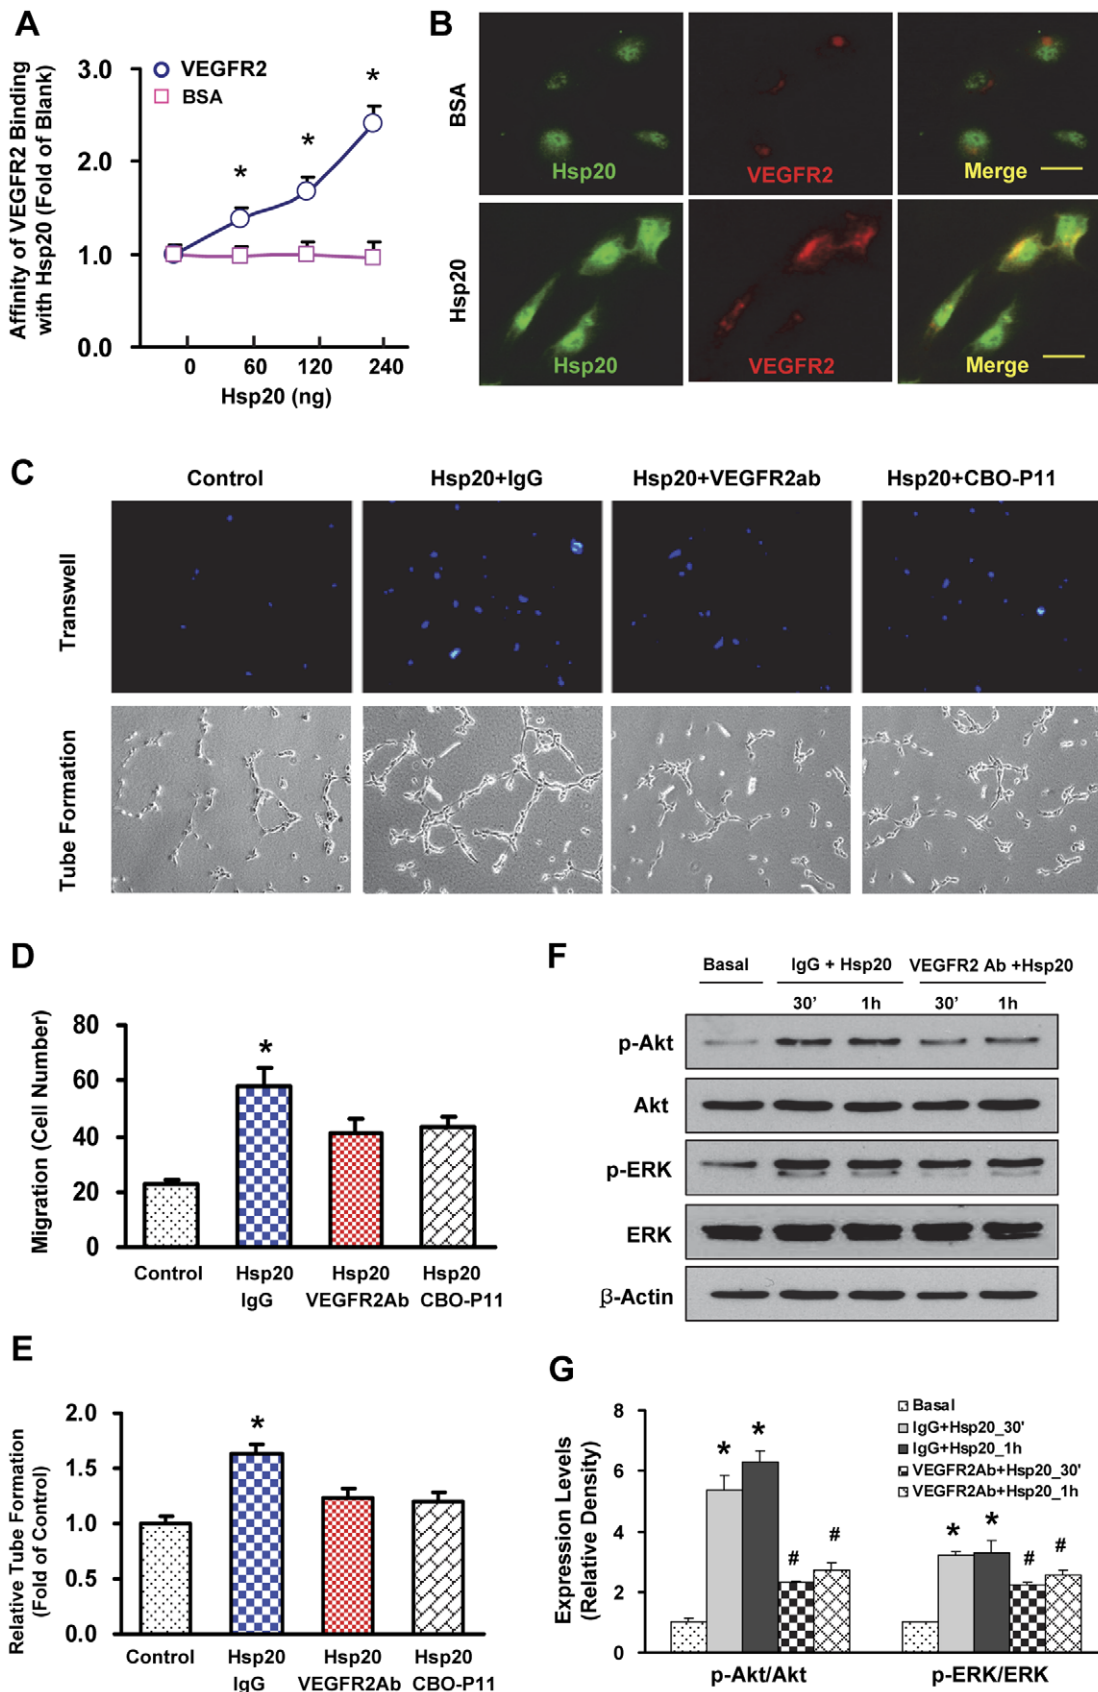 A
Affinity of VEGFR2 Binding
with Hsp20 (Fold of Blank)
3.0
2.0
1.0
0.0
VEGFR2
BSA
*
*
*
0 60 120 240
Hsp20 (ng)
B
BSA
Hsp20 VEGFR2 Merge
Hsp20
Hsp20 VEGFR2 Merge
C
Control Hsp20+IgG Hsp20+VEGFR2ab Hsp20+CBO-P11
Transwell
Tube Formation
D
Migration (Cell Number)
80
60
40
20
0
*
Control Hsp20 Hsp20 Hsp20
IgG VEGFR2Ab CBO-P11
E
Relative Tube Formation
(Fold of Control)
2.0
1.5
1.0
0.5
0.0
*
Control Hsp20 Hsp20 Hsp20
IgG VEGFR2Ab CBO-P11
F
Basal IgG + Hsp20 VEGFR2 Ab +Hsp20
30' 1h 30' 1h
p-Akt
Akt
p-ERK
ERK
β-Actin
G
Expression Levels
(Relative Density)
8
6
4
2
0
Basal
IgG+Hsp20_30'
IgG+Hsp20_1h
VEGFR2Ab+Hsp20_30'
VEGFR2Ab+Hsp20_1h
* * # # * * # #
p-Akt/Akt p-ERK/ERK